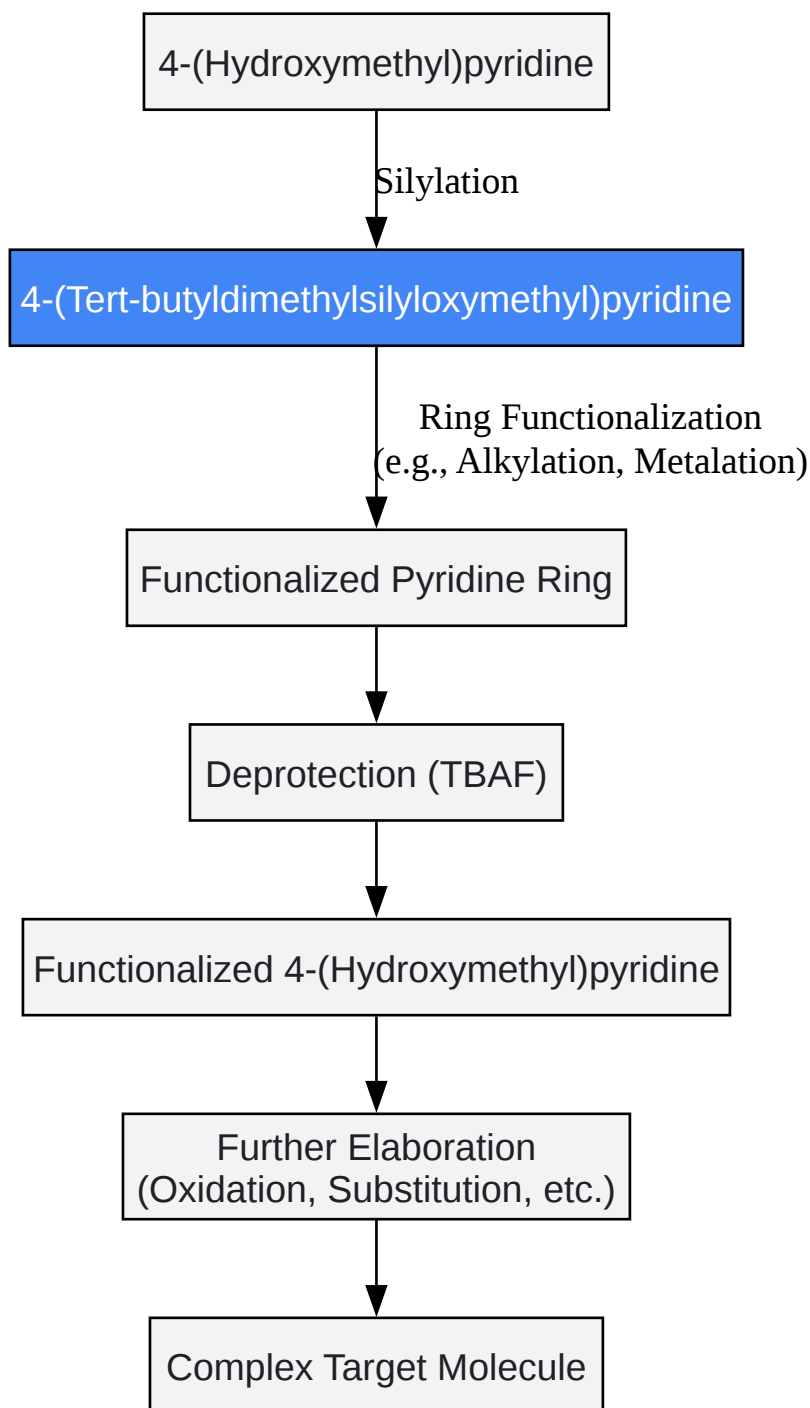 4-(Hydroxymethyl)pyridine
Silylation
4-(Tert-butyldimethylsilyloxymethyl)pyridine
Ring Functionalization
(e.g., Alkylation, Metalation)
Functionalized Pyridine Ring
Deprotection (TBAF)
Functionalized 4-(Hydroxymethyl)pyridine
Further Elaboration
(Oxidation, Substitution, etc.)
Complex Target Molecule